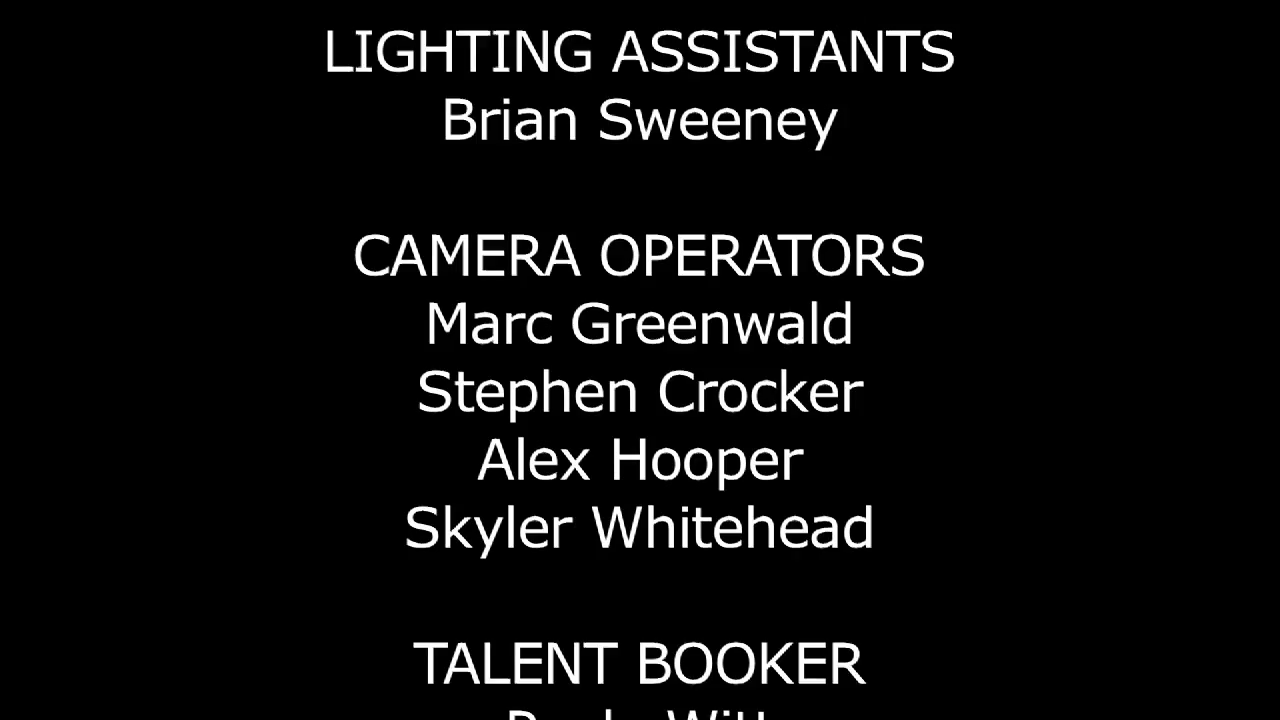 LIGHTING ASSISTANTS
Brian Sweeney
CAMERA OPERATORS
Marc Greenwald
Stephen Crocker
Alex Hooper
Skyler Whitehead
TALENT BOOKER